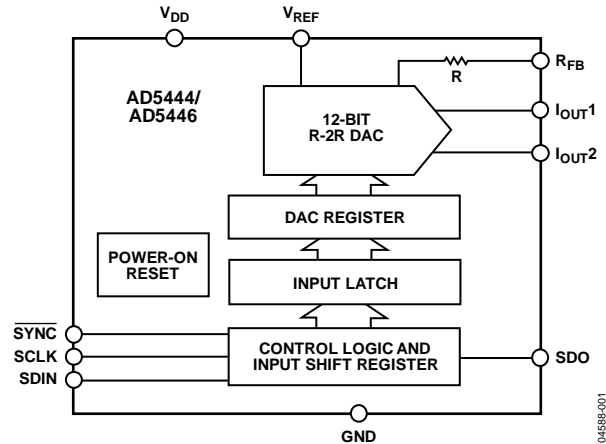 VDD
VREF
RFB
R
AD5444/
AD5446
12-BIT
R-2R DAC
IOUT1
IOUT2
DAC REGISTER
POWER-ON
RESET
INPUT LATCH
SYNC
SCLK
SDIN
CONTROL LOGIC AND
INPUT SHIFT REGISTER
SDO
GND
04588-001